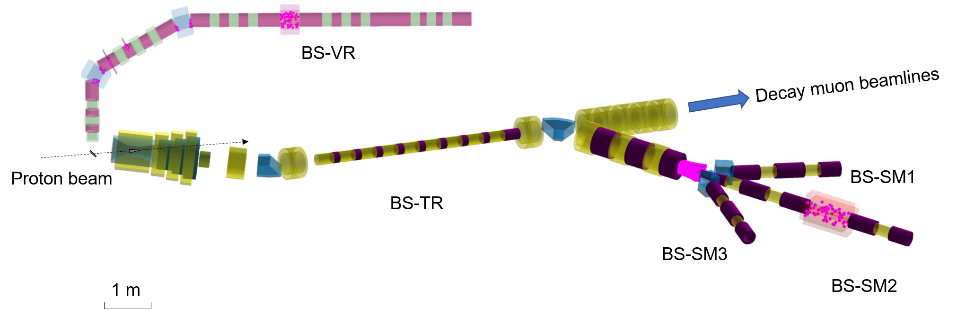 BS-VR
Decay muon beamlines
Proton beam
BS-TR
BS-SM1
BS-SM3
BS-SM2
1 m